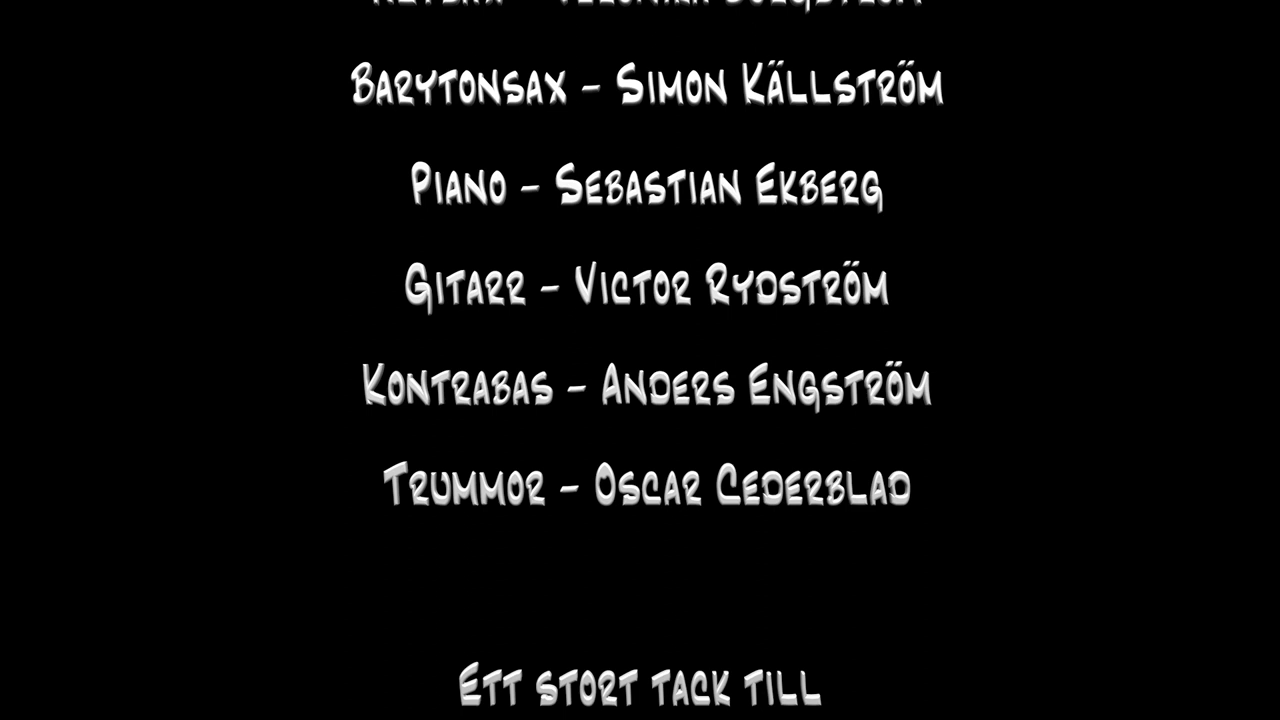 Barytonsax – Simon Källström
Piano – Sebastian Ekberg
Gitarr – Victor Rydström
Kontrabas – Anders Engström
Trummor – Oscar Cederblad
Ett stort tack till